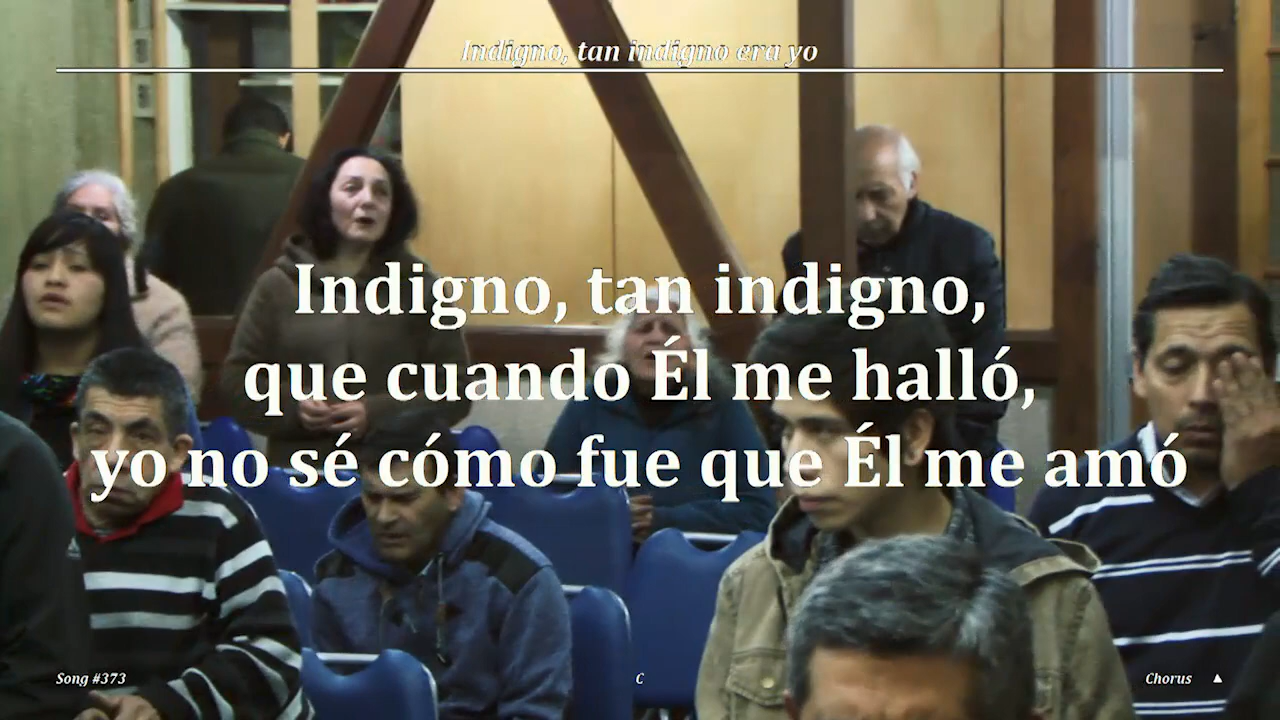 Indigno, tan indigno era yo
Indigno, tan indigno,
que cuando Él me halló,
yo no sé cómo fue que Él me amó
Song #373
C
Chorus ▲